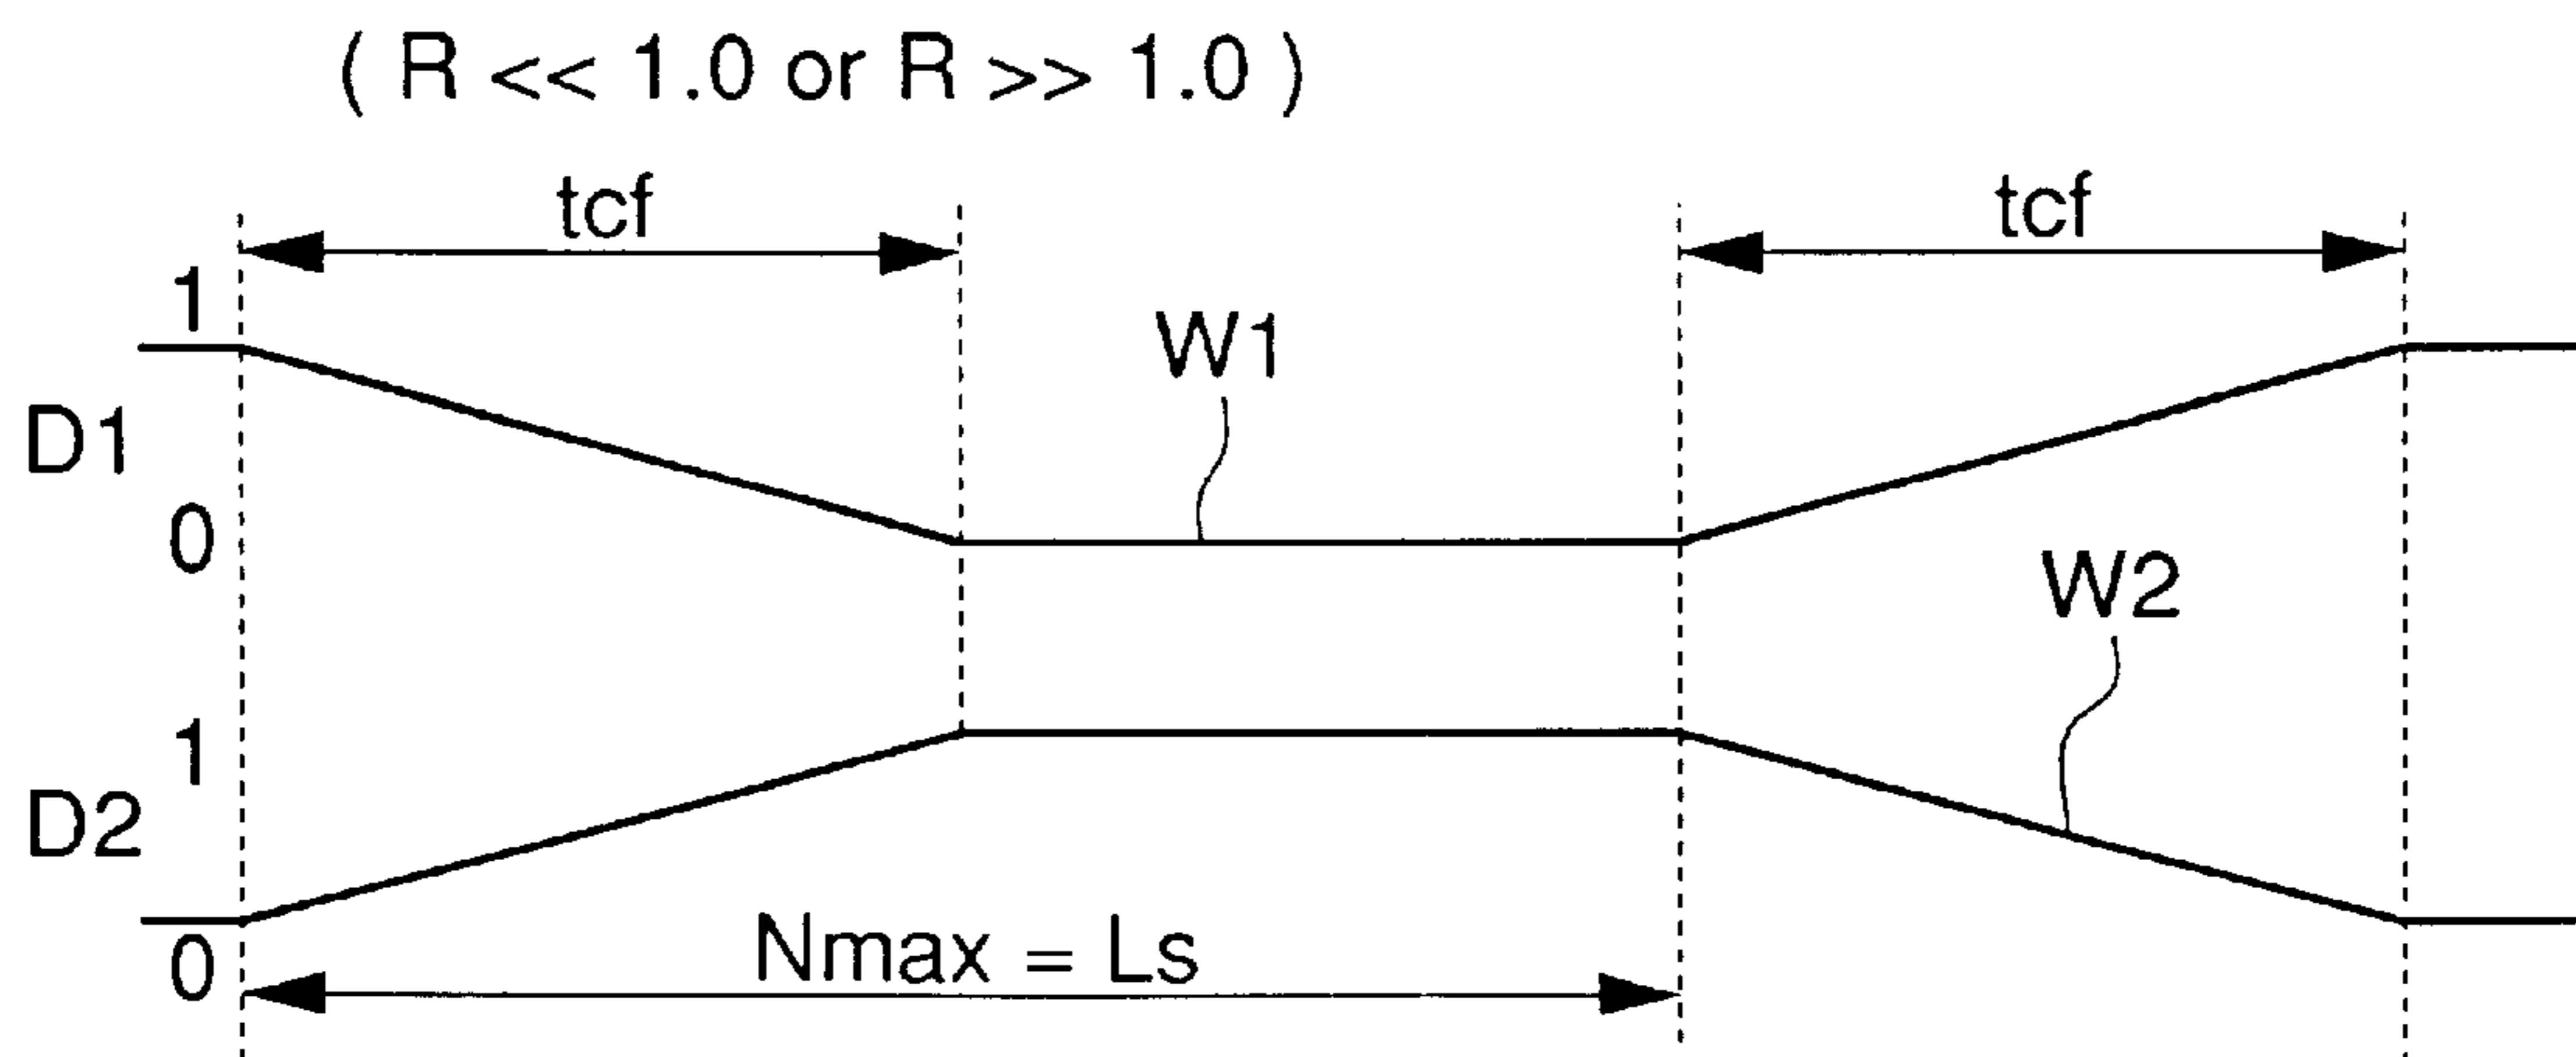 ( R << 1.0 or R >> 1.0 )
tcf
tcf
1
W1
D1
0
W2
1
D2
0
Nmax = Ls